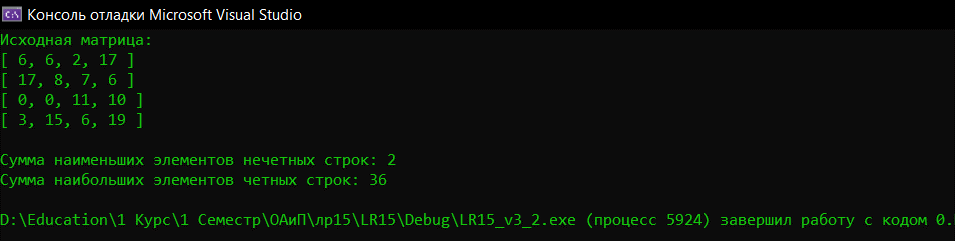 C:\ Консоль отладки Microsoft Visual Studio
Исходная матрица:
[ 6, 6, 2, 17 ]
[ 17, 8, 7, 6 ]
[ 0, 0, 11, 10 ]
[ 3, 15, 6, 19 ]
Сумма наименьших элементов нечетных строк: 2
Сумма наибольших элементов четных строк: 36
D:\Education\1 Курс\1 Семестр\ОАиП\лр15\LR15\Debug\LR15_v3_2.exe (процесс 5924) завершил работу с кодом 0.